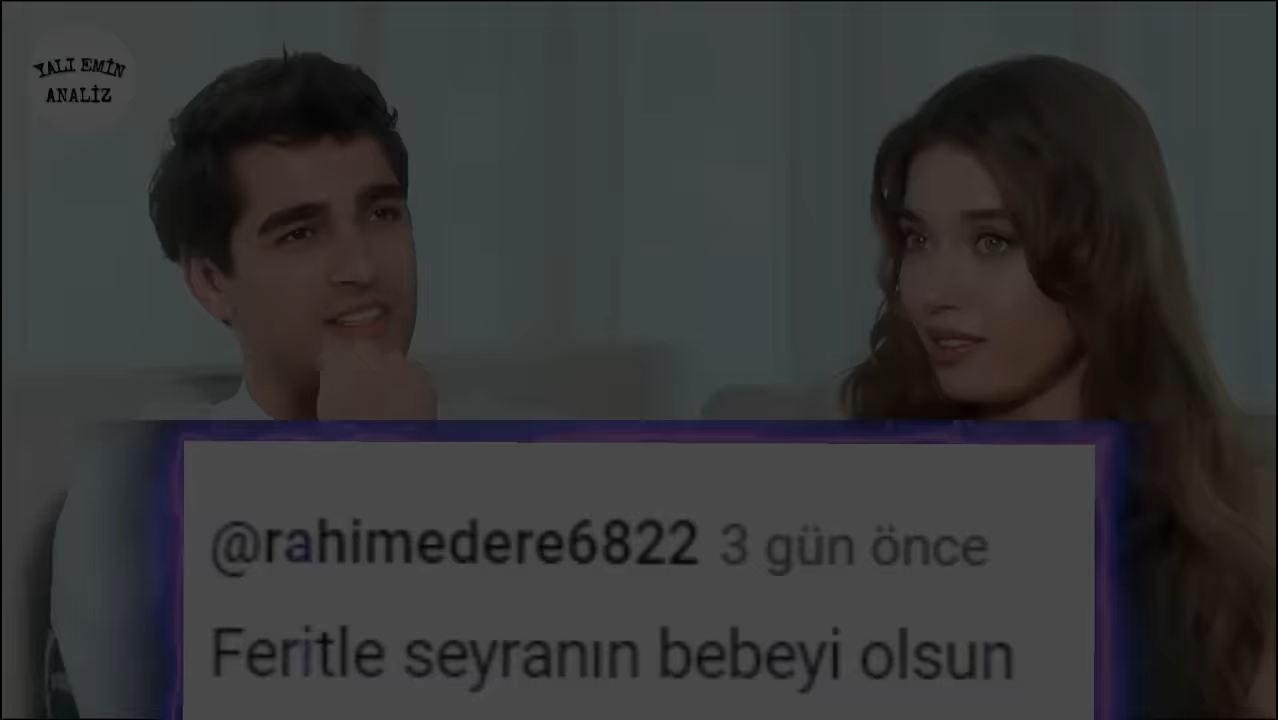 YALI EMİN
ANALİZ
@rahimedere6822 3 gün önce
Feritle seyranın bebeyi olsun